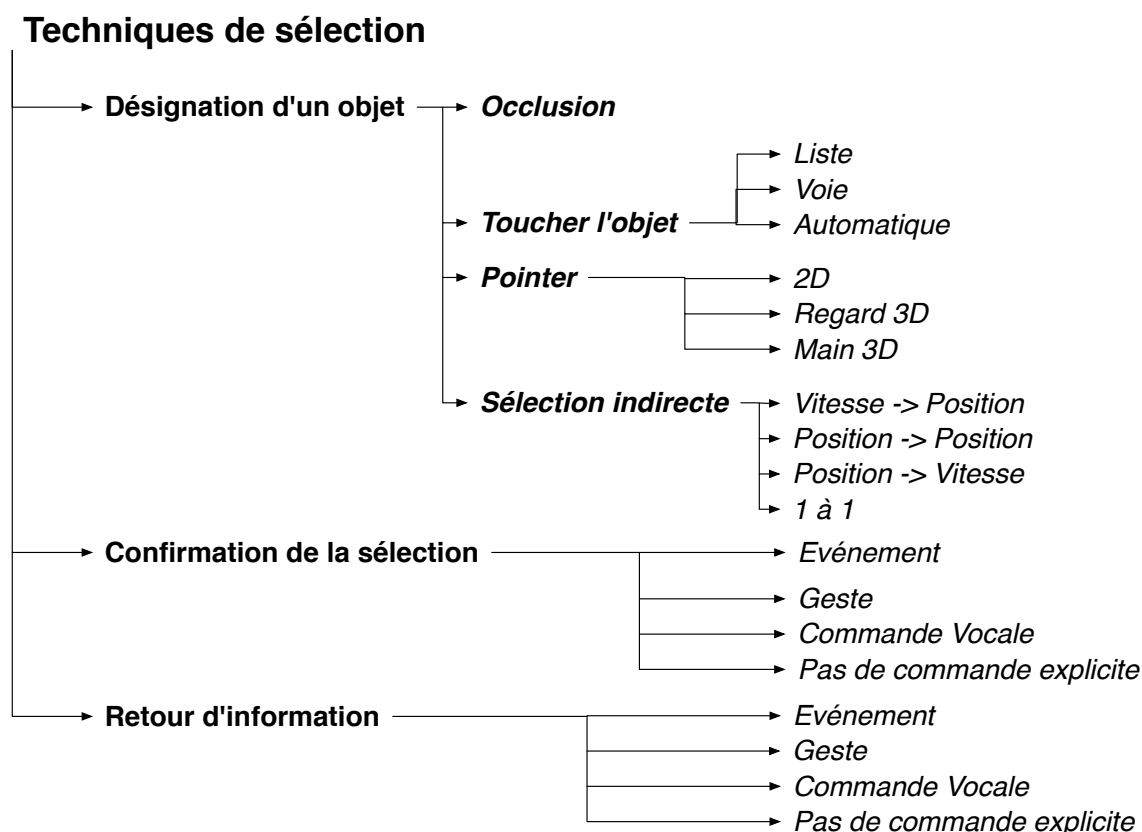 Techniques de sélection
Désignation d'un objet
Occlusion
Toucher l'objet
Liste
Voie
Automatique
Pointer
2D
Regard 3D
Main 3D
Sélection indirecte
Vitesse -> Position
Position -> Position
Position -> Vitesse
1 à 1
Confirmation de la sélection
Evénement
Geste
Commande Vocale
Pas de commande explicite
Retour d'information
Evénement
Geste
Commande Vocale
Pas de commande explicite